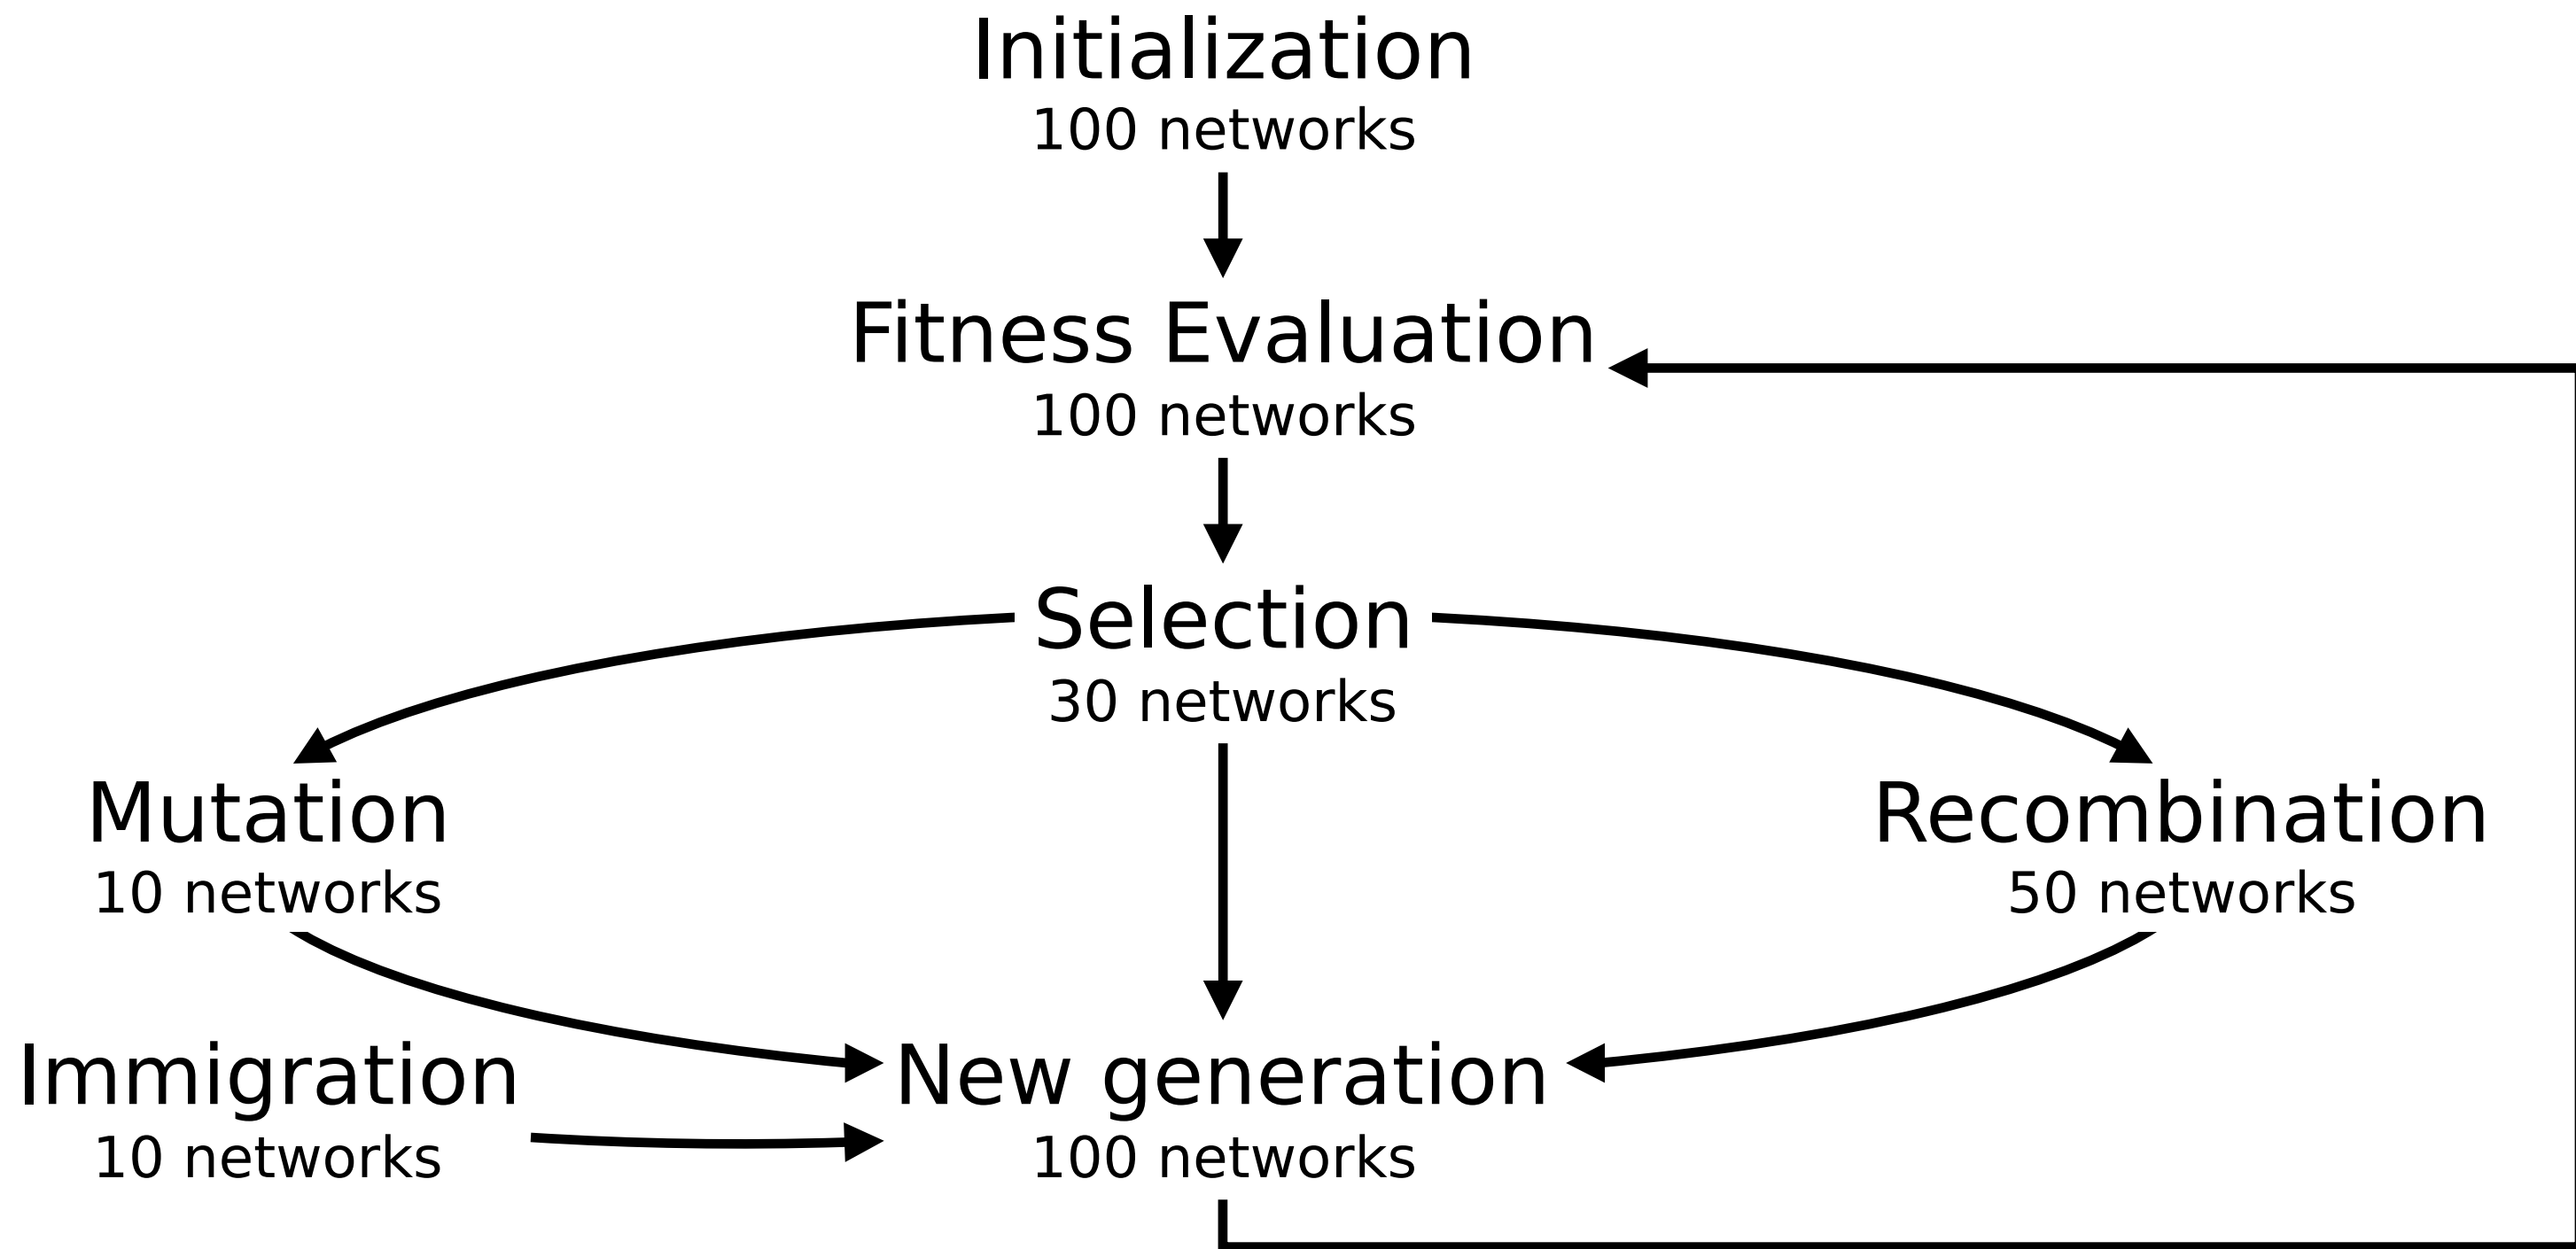 Initialization
100 networks
Fitness Evaluation
100 networks
Selection
30 networks
Mutation
10 networks
Recombination
50 networks
Immigration
10 networks
New generation
100 networks